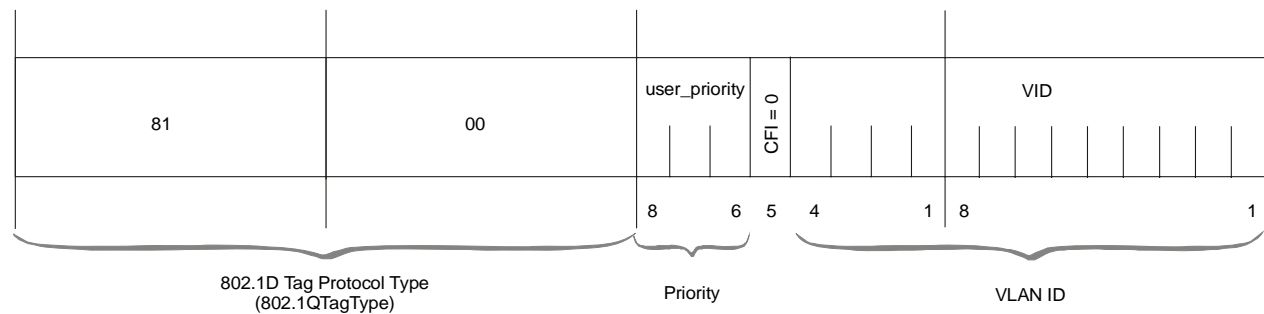 81
00
user_priority
CFI = 0
VID
8 6 5 4 1 8 1
802.1D Tag Protocol Type
(802.1QTagType)
Priority
VLAN ID